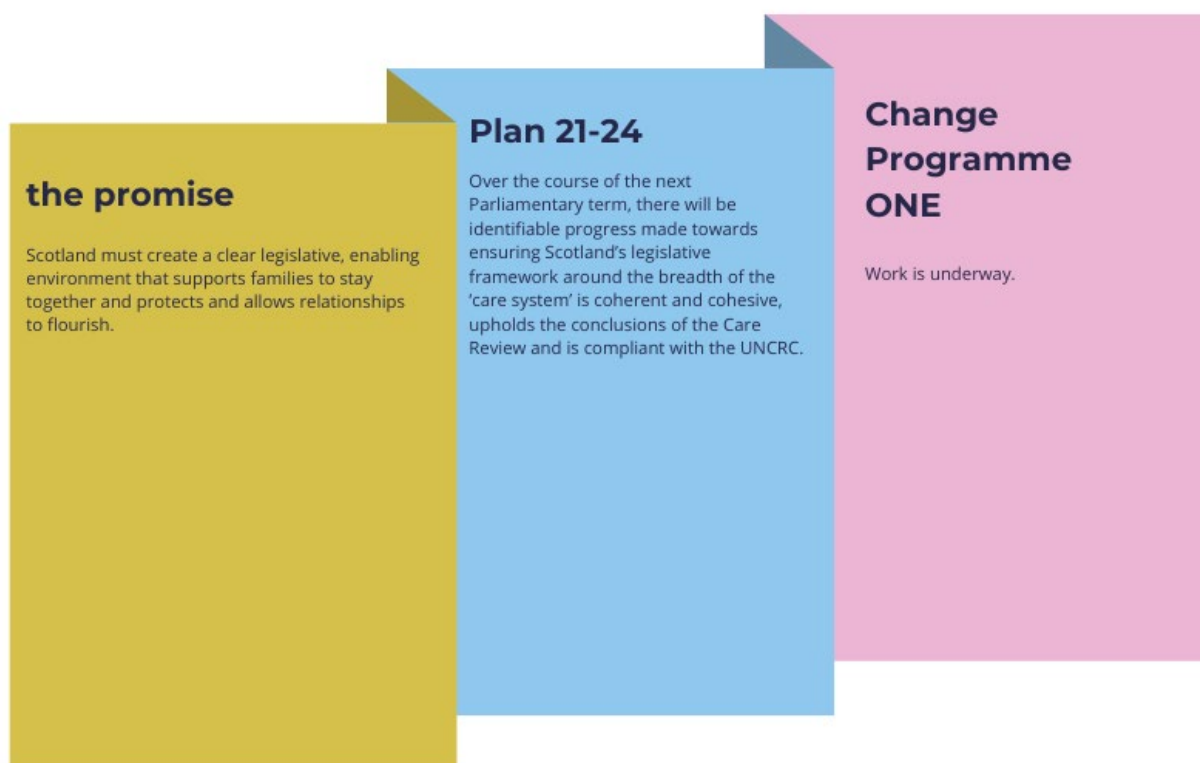 the promise
Scotland must create a clear legislative, enabling
environment that supports families to stay
together and protects and allows relationships
to flourish.
Plan 21-24
Over the course of the next
Parliamentary term, there will be
identifiable progress made towards
ensuring Scotland’s legislative
framework around the breadth of the
‘care system’ is coherent and cohesive,
upholds the conclusions of the Care
Review and is compliant with the UNCRC.
Change
Programme
ONE
Work is underway.